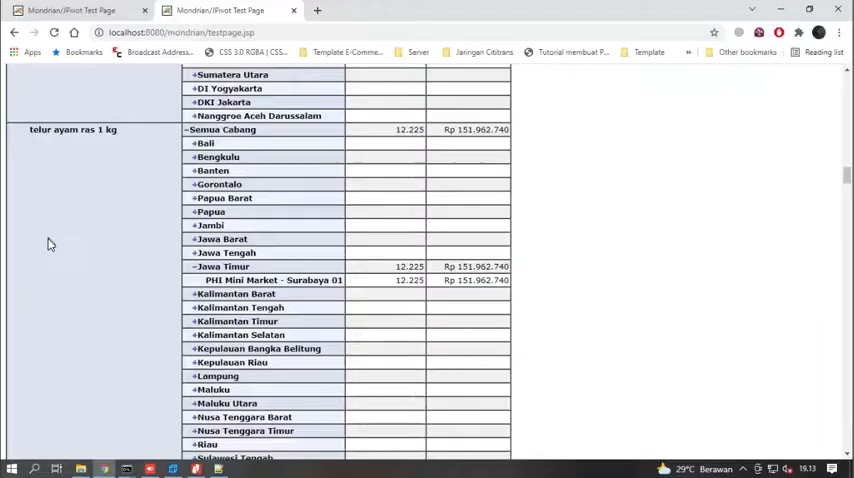 Mondrian/JPivot Test Page
Mondrian/JPivot Test Page
localhost:8080/mondrian/testpage.jsp
Apps
Bookmarks
Broadcast Address...
CSS 3.0 RGBA | CSS...
Template E-Comme...
Server
Jaringan Cititrans
Tutorial membuat P...
Template
»
Other bookmarks
Reading list
+Sumatera Utara
+DI Yogyakarta
+DKI Jakarta
+Nanggroe Aceh Darussalam
telur ayam ras 1 kg
-Semua Cabang 12.225 Rp 151.962.740
+Bali
+Bengkulu
+Banten
+Gorontalo
+Papua Barat
+Papua
+Jambi
+Jawa Barat
+Jawa Tengah
-Jawa Timur 12.225 Rp 151.962.740
PHI Mini Market - Surabaya 01 12.225 Rp 151.962.740
+Kalimantan Barat
+Kalimantan Tengah
+Kalimantan Timur
+Kalimantan Selatan
+Kepulauan Bangka Belitung
+Kepulauan Riau
+Lampung
+Maluku
+Maluku Utara
+Nusa Tenggara Barat
+Nusa Tenggara Timur
+Riau
+Sulawesi Tengah
29°C Berawan
19.13